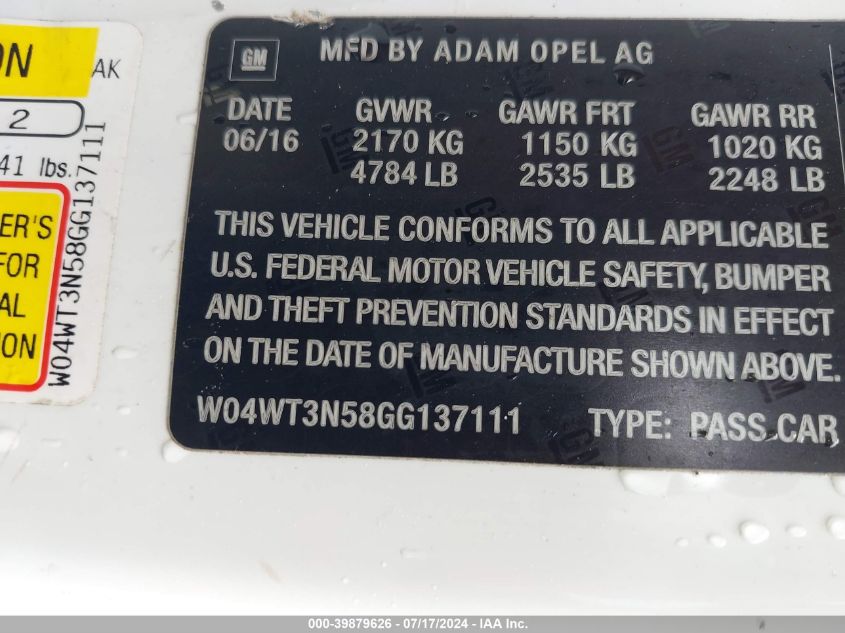 ON
AK
2
41 lbs.
ER'S
FOR
AL
ION
W04WT3N58GG137111
GM
MFD BY ADAM OPEL AG
DATE GVWR GAWR FRT GAWR RR
06/16 2170 KG 1150 KG 1020 KG
4784 LB 2535 LB 2248 LB
THIS VEHICLE CONFORMS TO ALL APPLICABLE
U.S. FEDERAL MOTOR VEHICLE SAFETY, BUMPER
AND THEFT PREVENTION STANDARDS IN EFFECT
ON THE DATE OF MANUFACTURE SHOWN ABOVE.
W04WT3N58GG137111 TYPE: PASS CAR
000-39879626 - 07/17/2024 - IAA Inc.